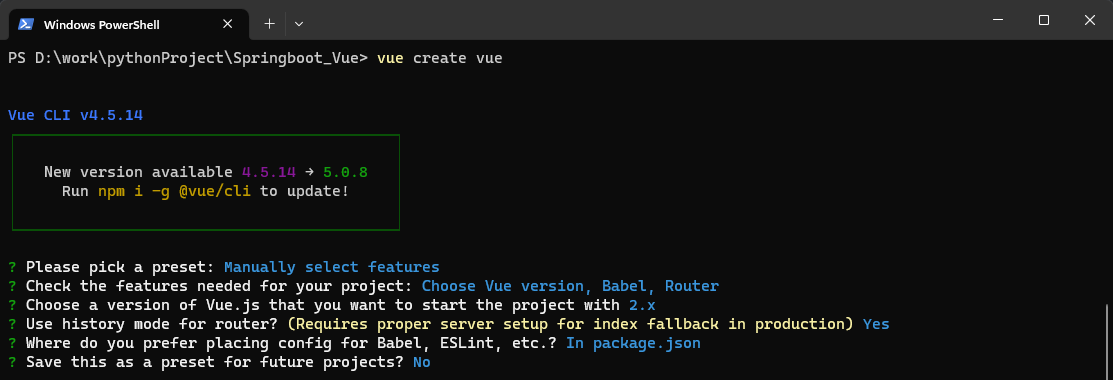 Windows PowerShell
PS D:\work\pythonProject\Springboot_Vue> vue create vue
Vue CLI v4.5.14
New version available 4.5.14 → 5.0.8
Run npm i -g @vue/cli to update!
? Please pick a preset: Manually select features
? Check the features needed for your project: Choose Vue version, Babel, Router
? Choose a version of Vue.js that you want to start the project with 2.x
? Use history mode for router? (Requires proper server setup for index fallback in production) Yes
? Where do you prefer placing config for Babel, ESLint, etc.? In package.json
? Save this as a preset for future projects? No